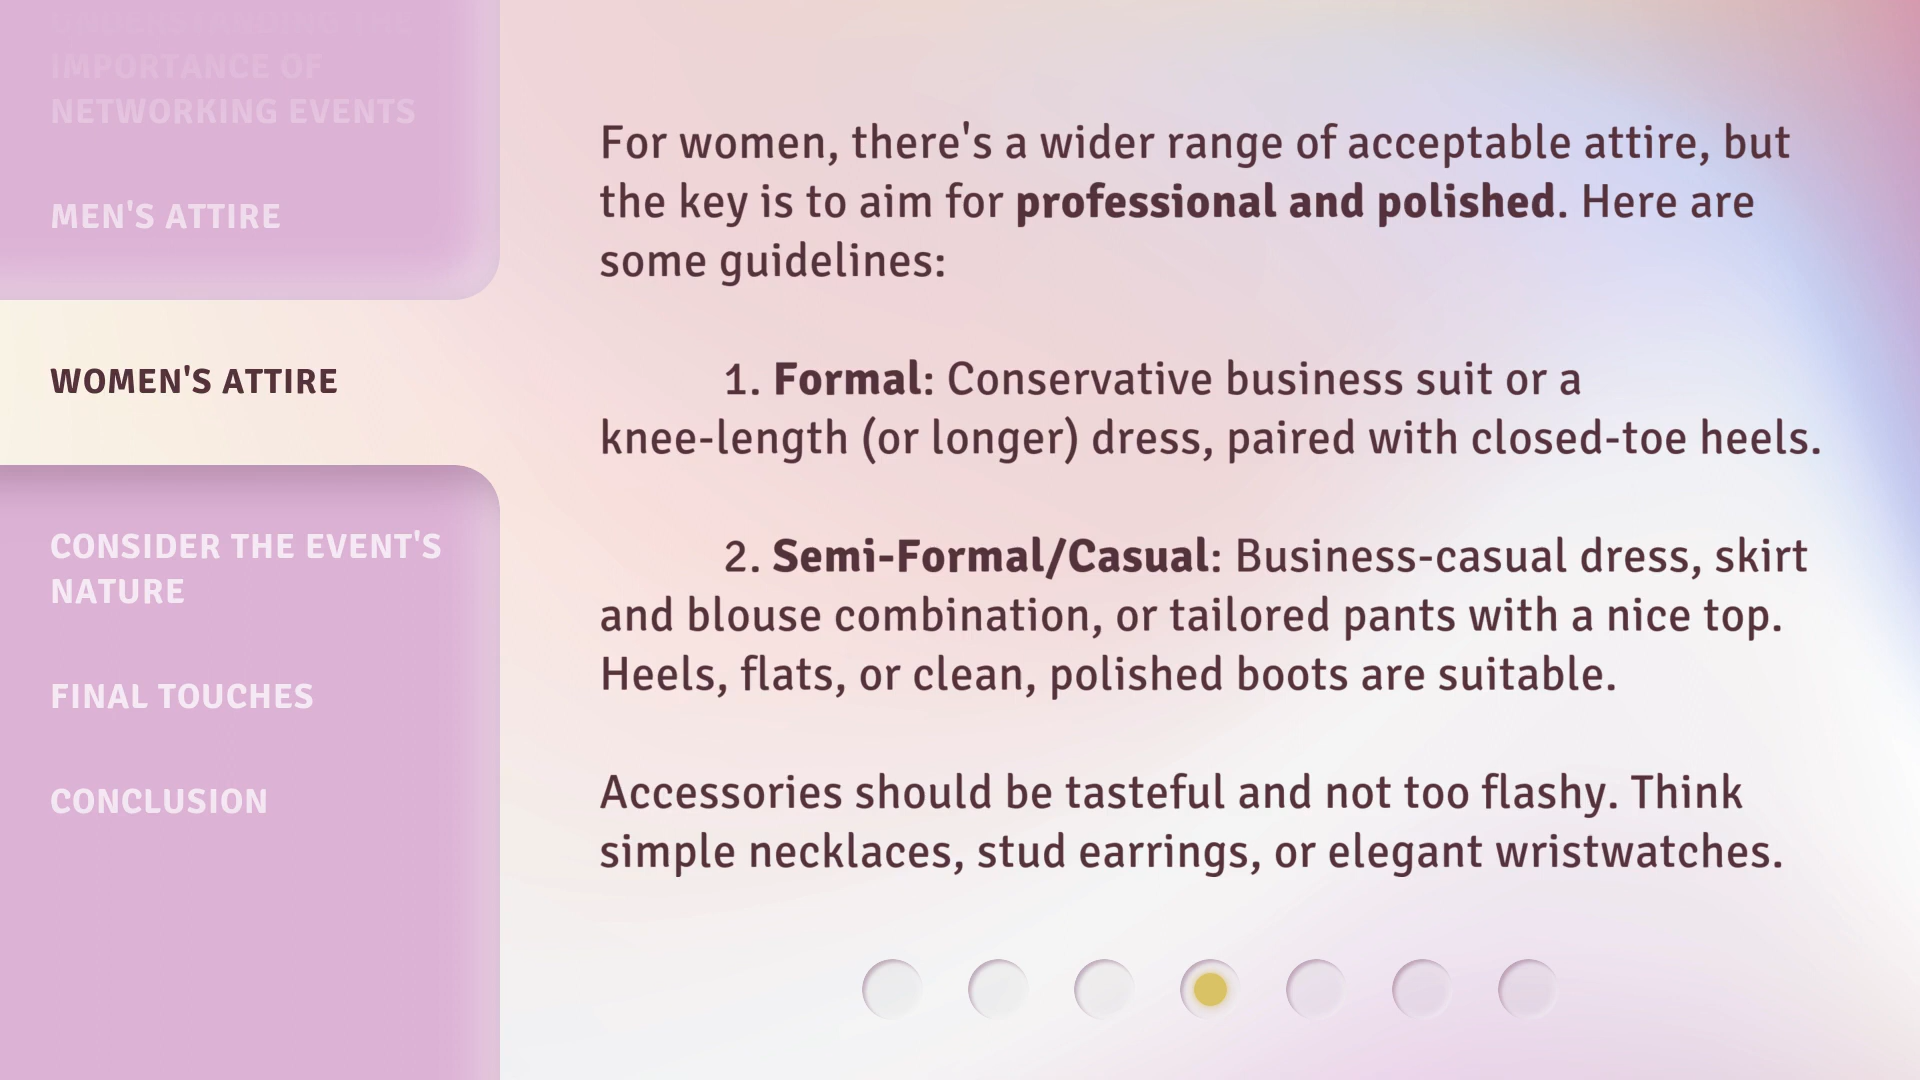 IMPORTANCE OF
NETWORKING EVENTS
MEN'S ATTIRE
WOMEN'S ATTIRE
CONSIDER THE EVENT'S
NATURE
FINAL TOUCHES
CONCLUSION
For women, there's a wider range of acceptable attire, but
the key is to aim for professional and polished. Here are
some guidelines:
1. Formal: Conservative business suit or a
knee-length (or longer) dress, paired with closed-toe heels.
2. Semi-Formal/Casual: Business-casual dress, skirt
and blouse combination, or tailored pants with a nice top.
Heels, flats, or clean, polished boots are suitable.
Accessories should be tasteful and not too flashy. Think
simple necklaces, stud earrings, or elegant wristwatches.